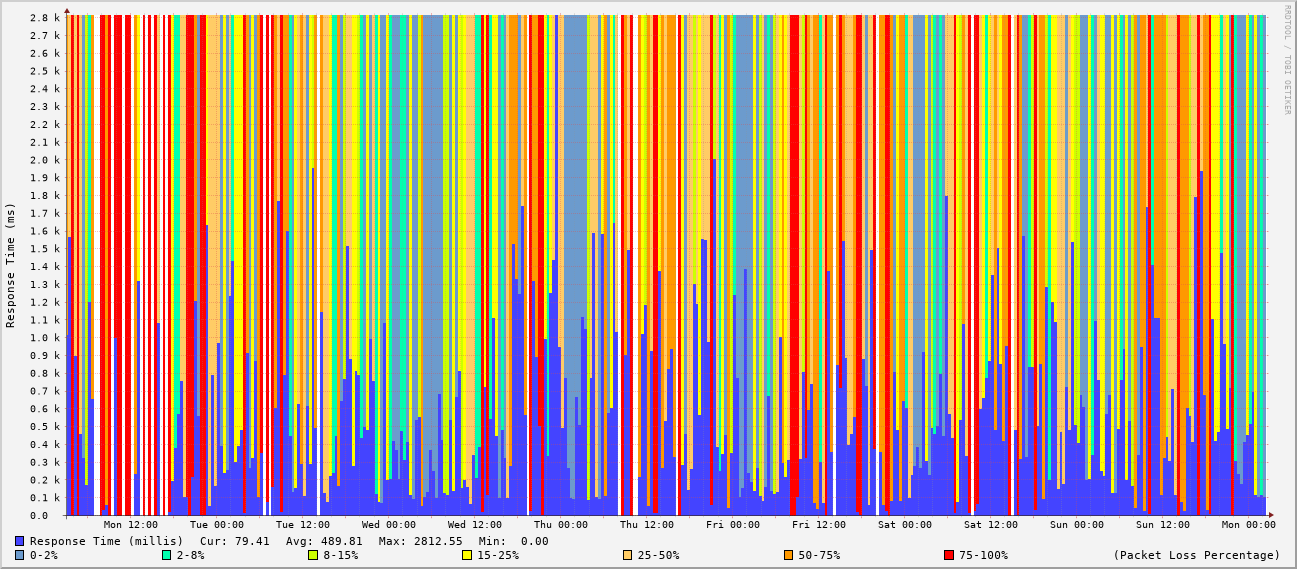 RRDTOOL / TOBI OETIKER
Response Time (ms)
2.8 k
2.7 k
2.6 k
2.5 k
2.4 k
2.3 k
2.2 k
2.1 k
2.0 k
1.9 k
1.8 k
1.7 k
1.6 k
1.5 k
1.4 k
1.3 k
1.2 k
1.1 k
1.0 k
0.9 k
0.8 k
0.7 k
0.6 k
0.5 k
0.4 k
0.3 k
0.2 k
0.1 k
0.0
Mon 12:00 Tue 00:00 Tue 12:00 Wed 00:00 Wed 12:00 Thu 00:00 Thu 12:00 Fri 00:00 Fri 12:00 Sat 00:00 Sat 12:00 Sun 00:00 Sun 12:00 Mon 00:00
Response Time (millis) Cur: 79.41 Avg: 489.81 Max: 2812.55 Min: 0.00
0-2% 2-8% 8-15% 15-25% 25-50% 50-75% 75-100% (Packet Loss Percentage)